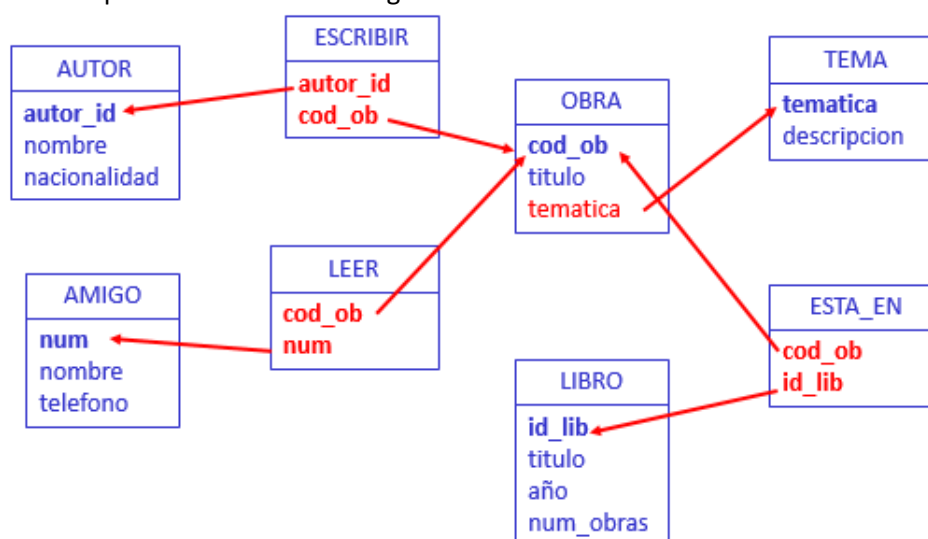 ESCRIBIR
autor_id
cod_ob
AUTOR
autor_id
nombre
nacionalidad
OBRA
cod_ob
titulo
tematica
TEMA
tematica
descripcion
LEER
cod_ob
num
AMIGO
num
nombre
telefono
LIBRO
id_lib
titulo
año
num_obras
ESTA_EN
cod_ob
id_lib